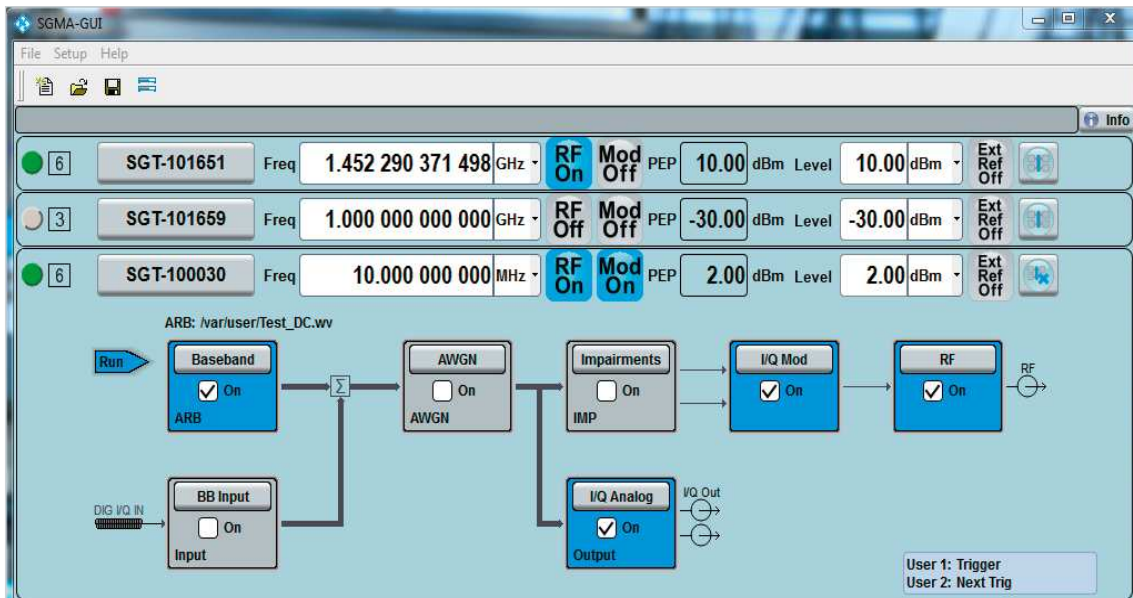 SGMA-GUI
File Setup Help
Info
6 SGT-101651 Freq 1.452 290 371 498 GHz RF On Mod Off PEP 10.00 dBm Level 10.00 dBm Ext Ref Off
3 SGT-101659 Freq 1.000 000 000 000 GHz RF Off Mod Off PEP -30.00 dBm Level -30.00 dBm Ext Ref Off
6 SGT-100030 Freq 10.000 000 000 MHz RF On Mod On PEP 2.00 dBm Level 2.00 dBm Ext Ref Off
ARB: /var/user/Test_DC.wv
Run
Baseband
On
ARB
Σ
AWGN
On
AWGN
Impairments
On
IMP
I/Q Mod
On
RF
On
RF
DIG I/Q IN
BB Input
On
Input
I/Q Analog
On
Output
I/Q Out
User 1: Trigger
User 2: Next Trig